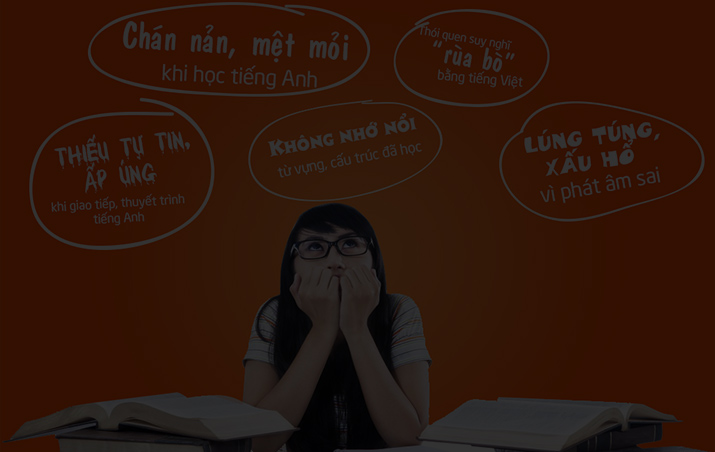 Chán nản, mệt mỏi
khi học tiếng Anh
Thói quen suy nghĩ
"rùa bò"
bằng tiếng Việt
THIẾU TỰ TIN,
ẤP ÚNG
khi giao tiếp, thuyết trình
tiếng Anh
KHÔNG NHỚ NỔI
từ vựng, cấu trúc đã học
LÚNG TÚNG,
XẤU HỔ
vì phát âm sai